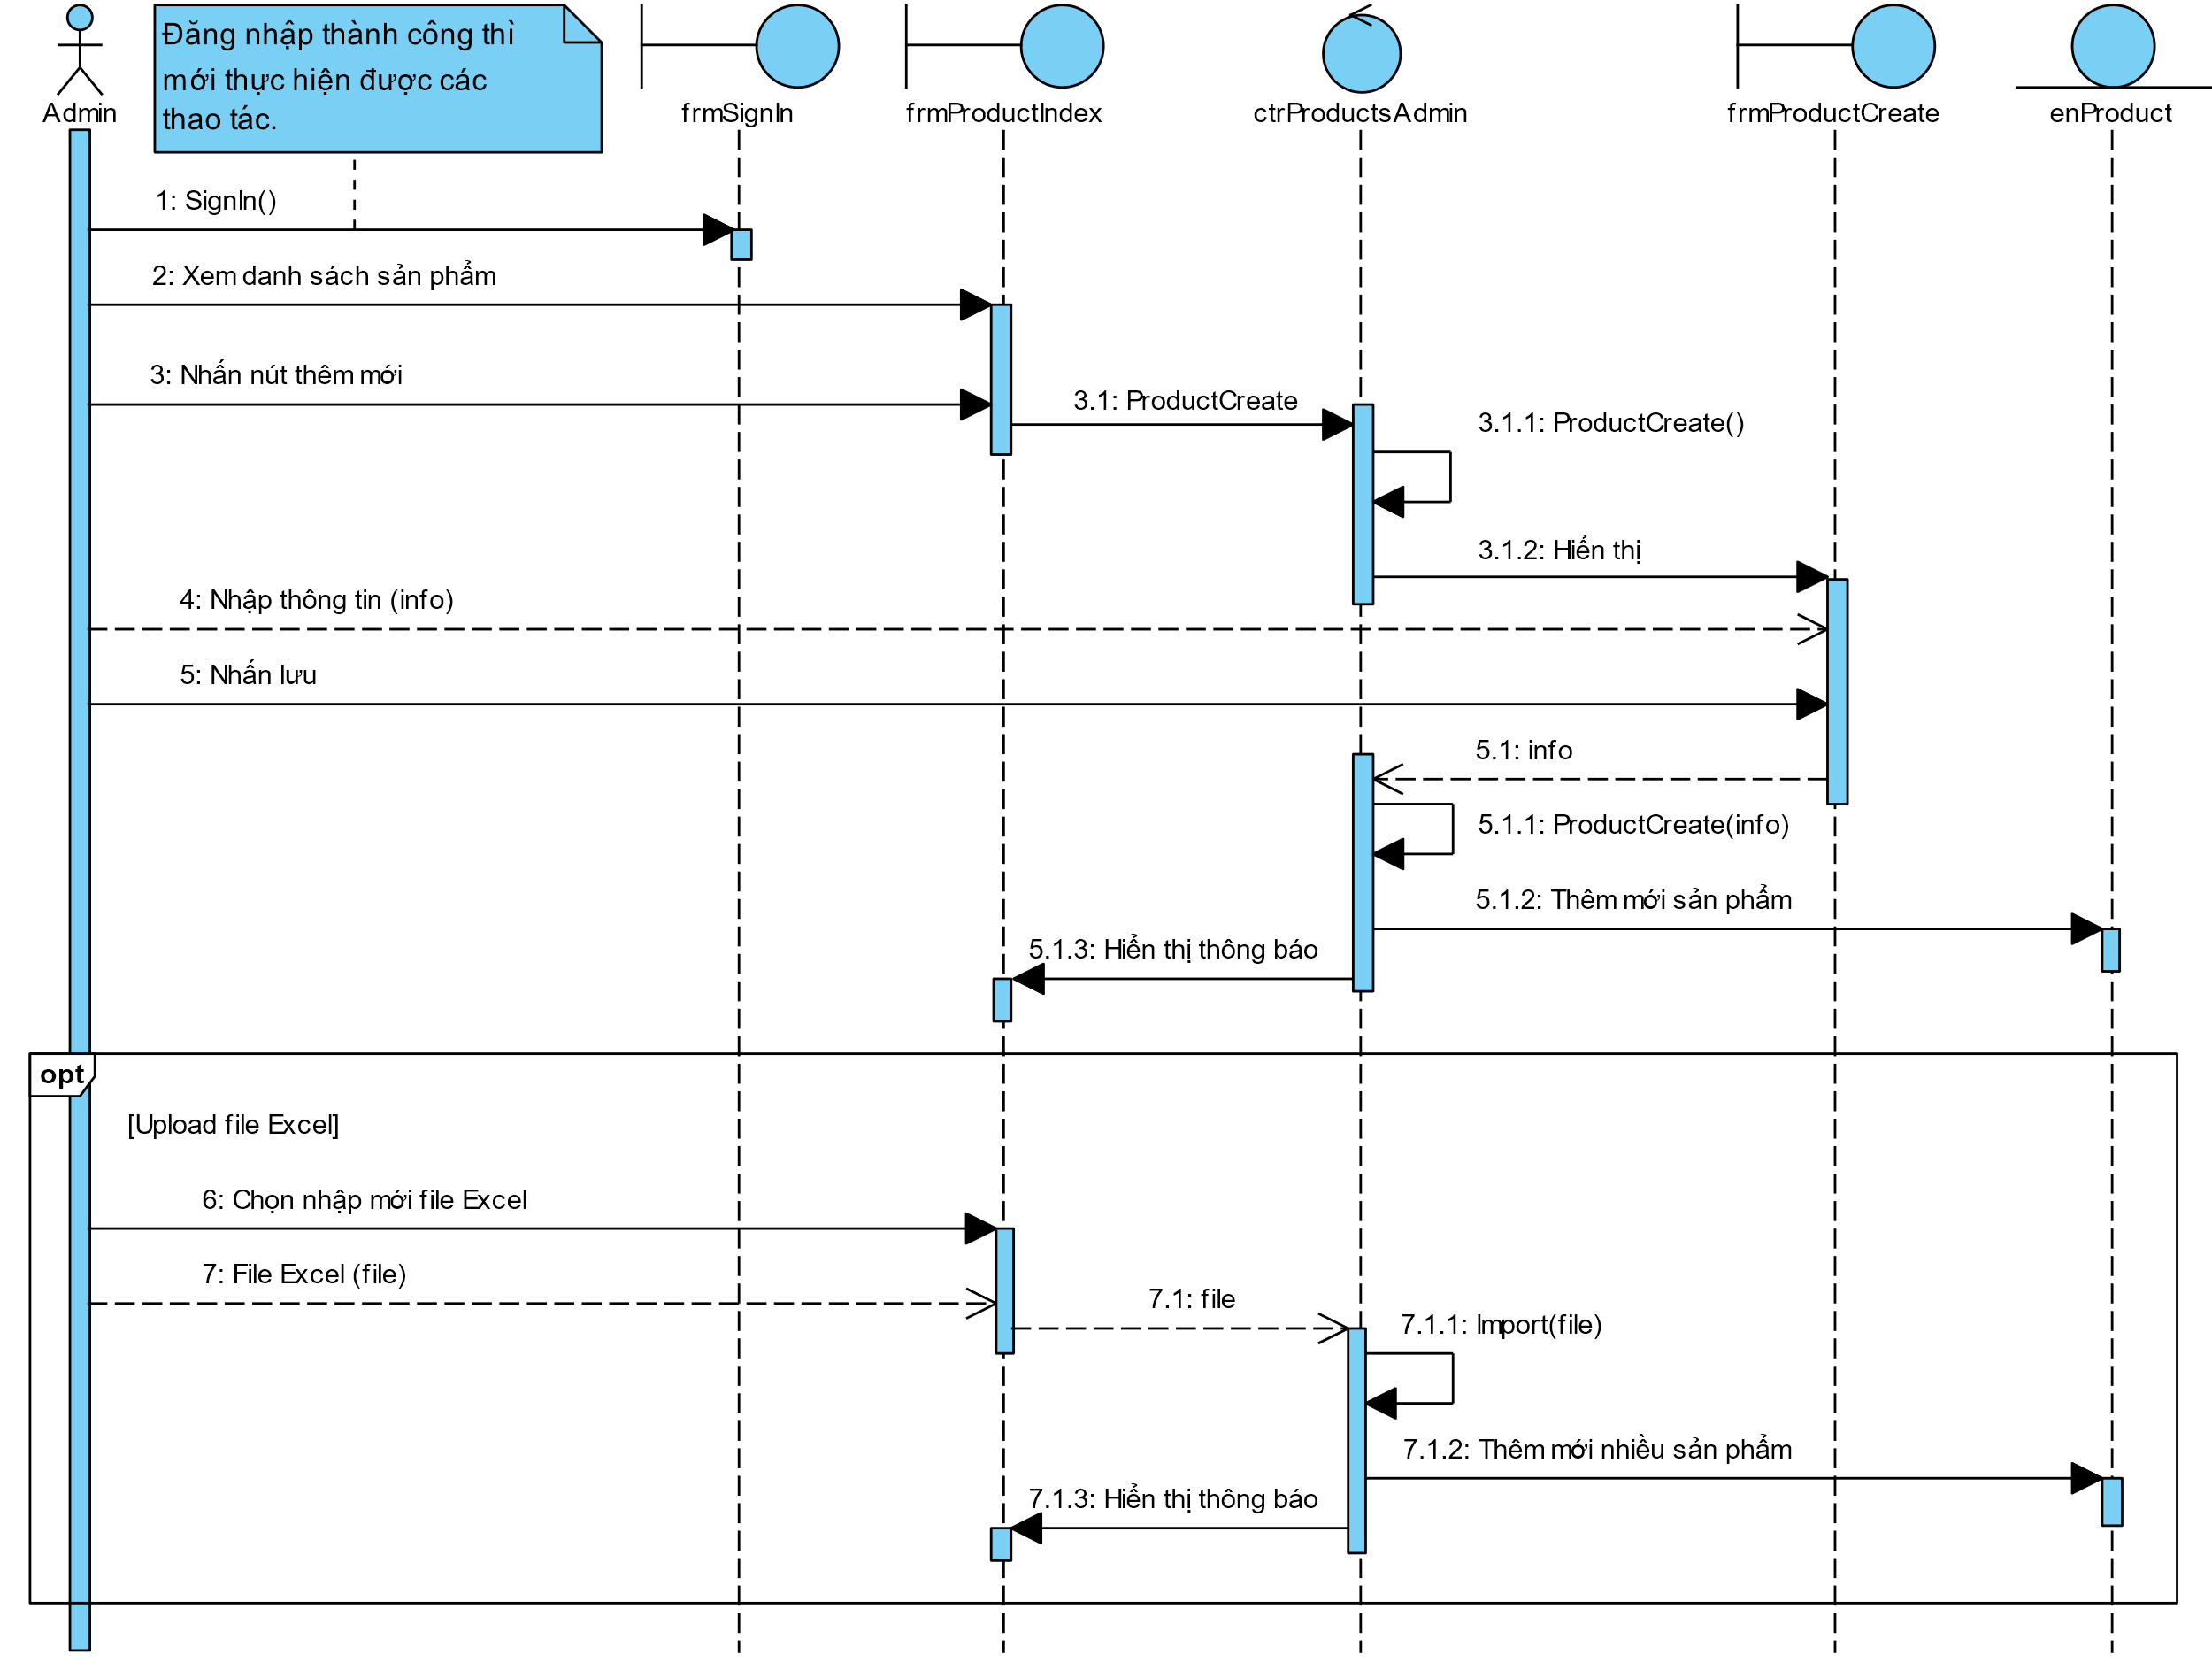 Đăng nhập thành công thì
mới thực hiện được các
thao tác.
Admin
frmSignIn
frmProductIndex
ctrProductsAdmin
frmProductCreate
enProduct
1: SignIn()
2: Xem danh sách sản phẩm
3: Nhấn nút thêm mới
3.1: ProductCreate
3.1.1: ProductCreate()
3.1.2: Hiển thị
4: Nhập thông tin (info)
5: Nhấn lưu
5.1: info
5.1.1: ProductCreate(info)
5.1.2: Thêm mới sản phẩm
5.1.3: Hiển thị thông báo
opt
[Upload file Excel]
6: Chọn nhập mới file Excel
7: File Excel (file)
7.1: file
7.1.1: Import(file)
7.1.2: Thêm mới nhiều sản phẩm
7.1.3: Hiển thị thông báo